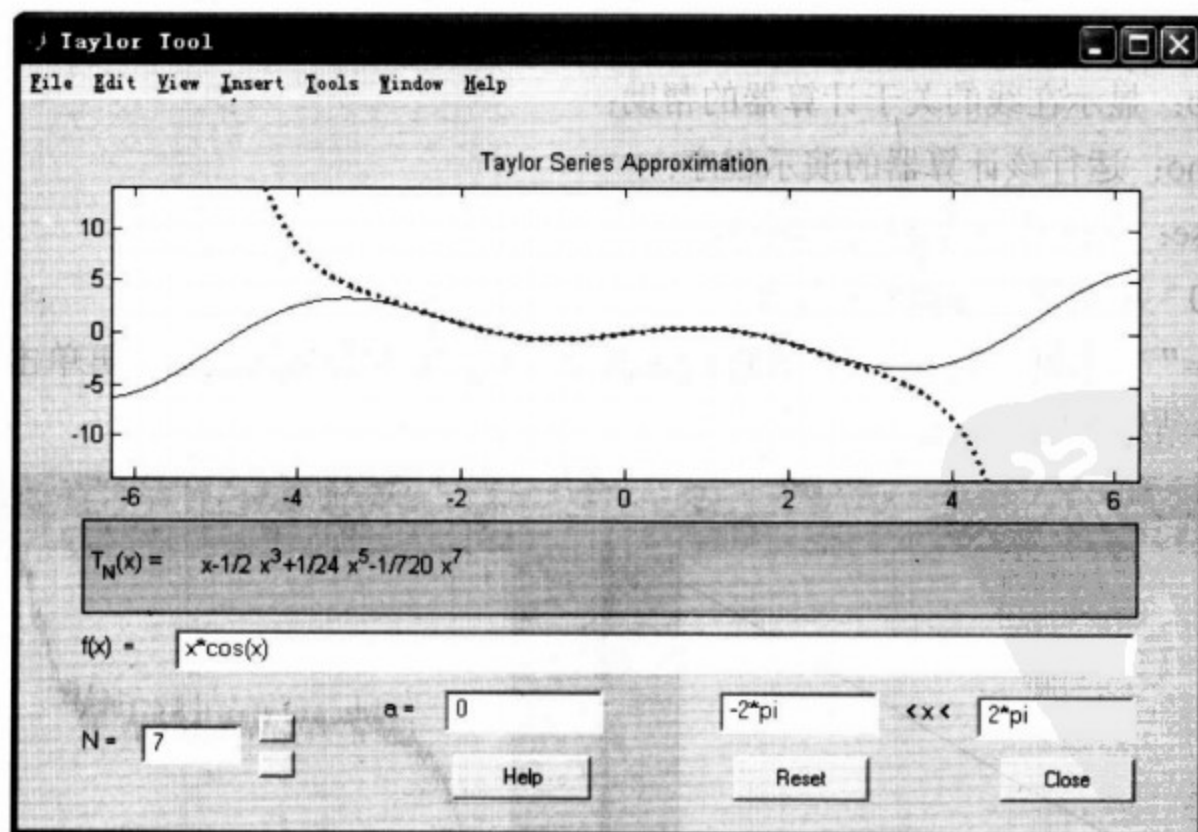 Taylor Tool
File Edit View Insert Tools Window Help
Taylor Series Approximation
10
5
0
-5
-10
-6 -4 -2 0 2 4 6
T_N(x) = x-1/2 x^3+1/24 x^5-1/720 x^7
f(x) = x*cos(x)
N = 7 a = 0 -2*pi <x< 2*pi
Help Reset Close